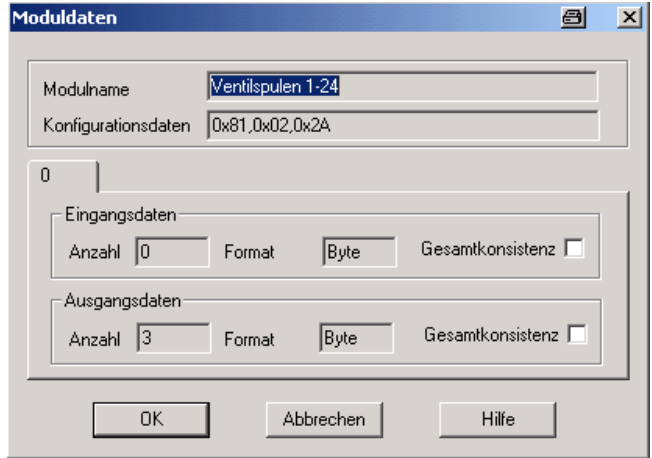 Moduldaten
Modulname Ventilspulen 1-24
Konfigurationsdaten 0x81,0x02,0x2A
0
Eingangsdaten
Anzahl 0 Format Byte Gesamtkonsistenz
Ausgangsdaten
Anzahl 3 Format Byte Gesamtkonsistenz
OK Abbrechen Hilfe